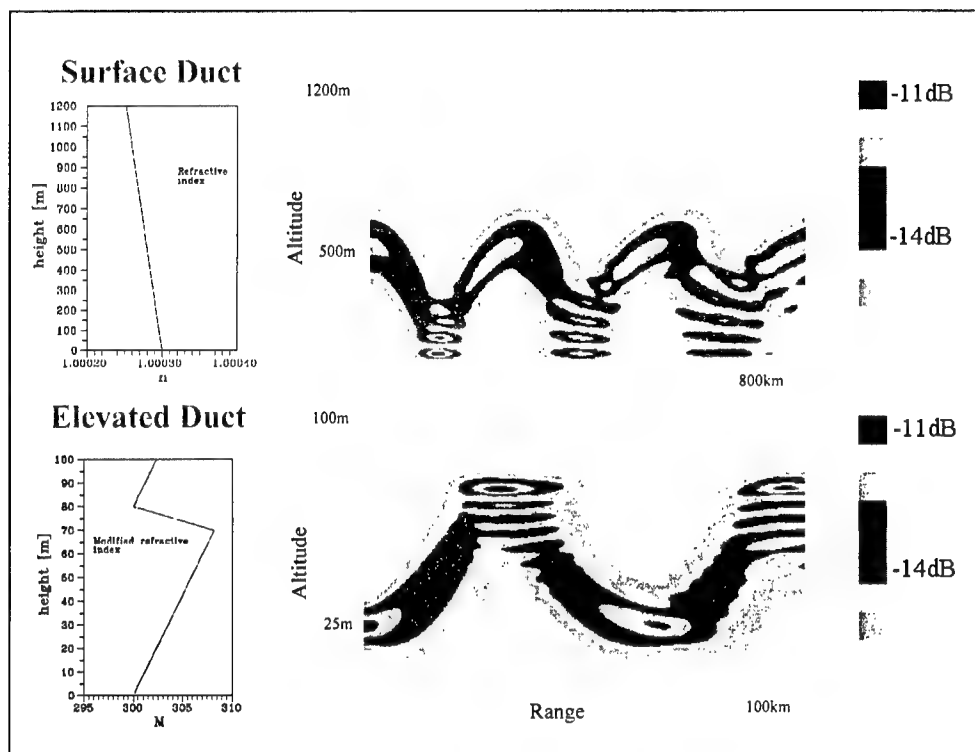 Surface Duct
1200
1100
1000
900
800
700
600
500
400
300
200
100
0
height [m]
Refractive
index
1.00020 1.00030 1.00040
n
1200m
500m
Altitude
800km
-11dB
-14dB
Elevated Duct
100
90
80
70
60
50
40
30
20
10
0
height [m]
Modified refractive
index
295 300 305 310
M
100m
25m
Altitude
Range
100km
-11dB
-14dB